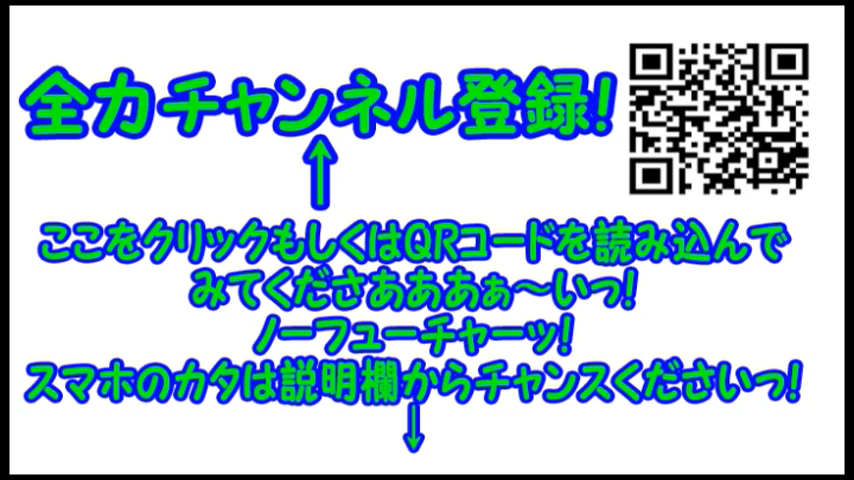 全力チャンネル登録!
↑
ここをクリックもしくはQRコードを読み込んで
みてくださあああぁ～いっ!
ノーフューチャーッ!
スマホのカタは説明欄からチャンスくださいっ!
↓